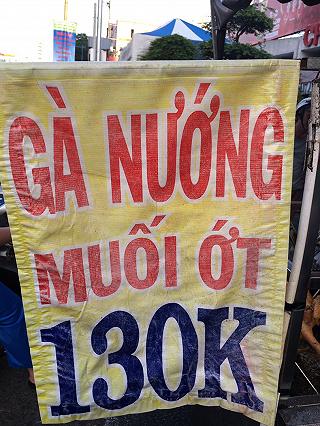 GÀ NƯỚNG
MUỐI ỚT
130K